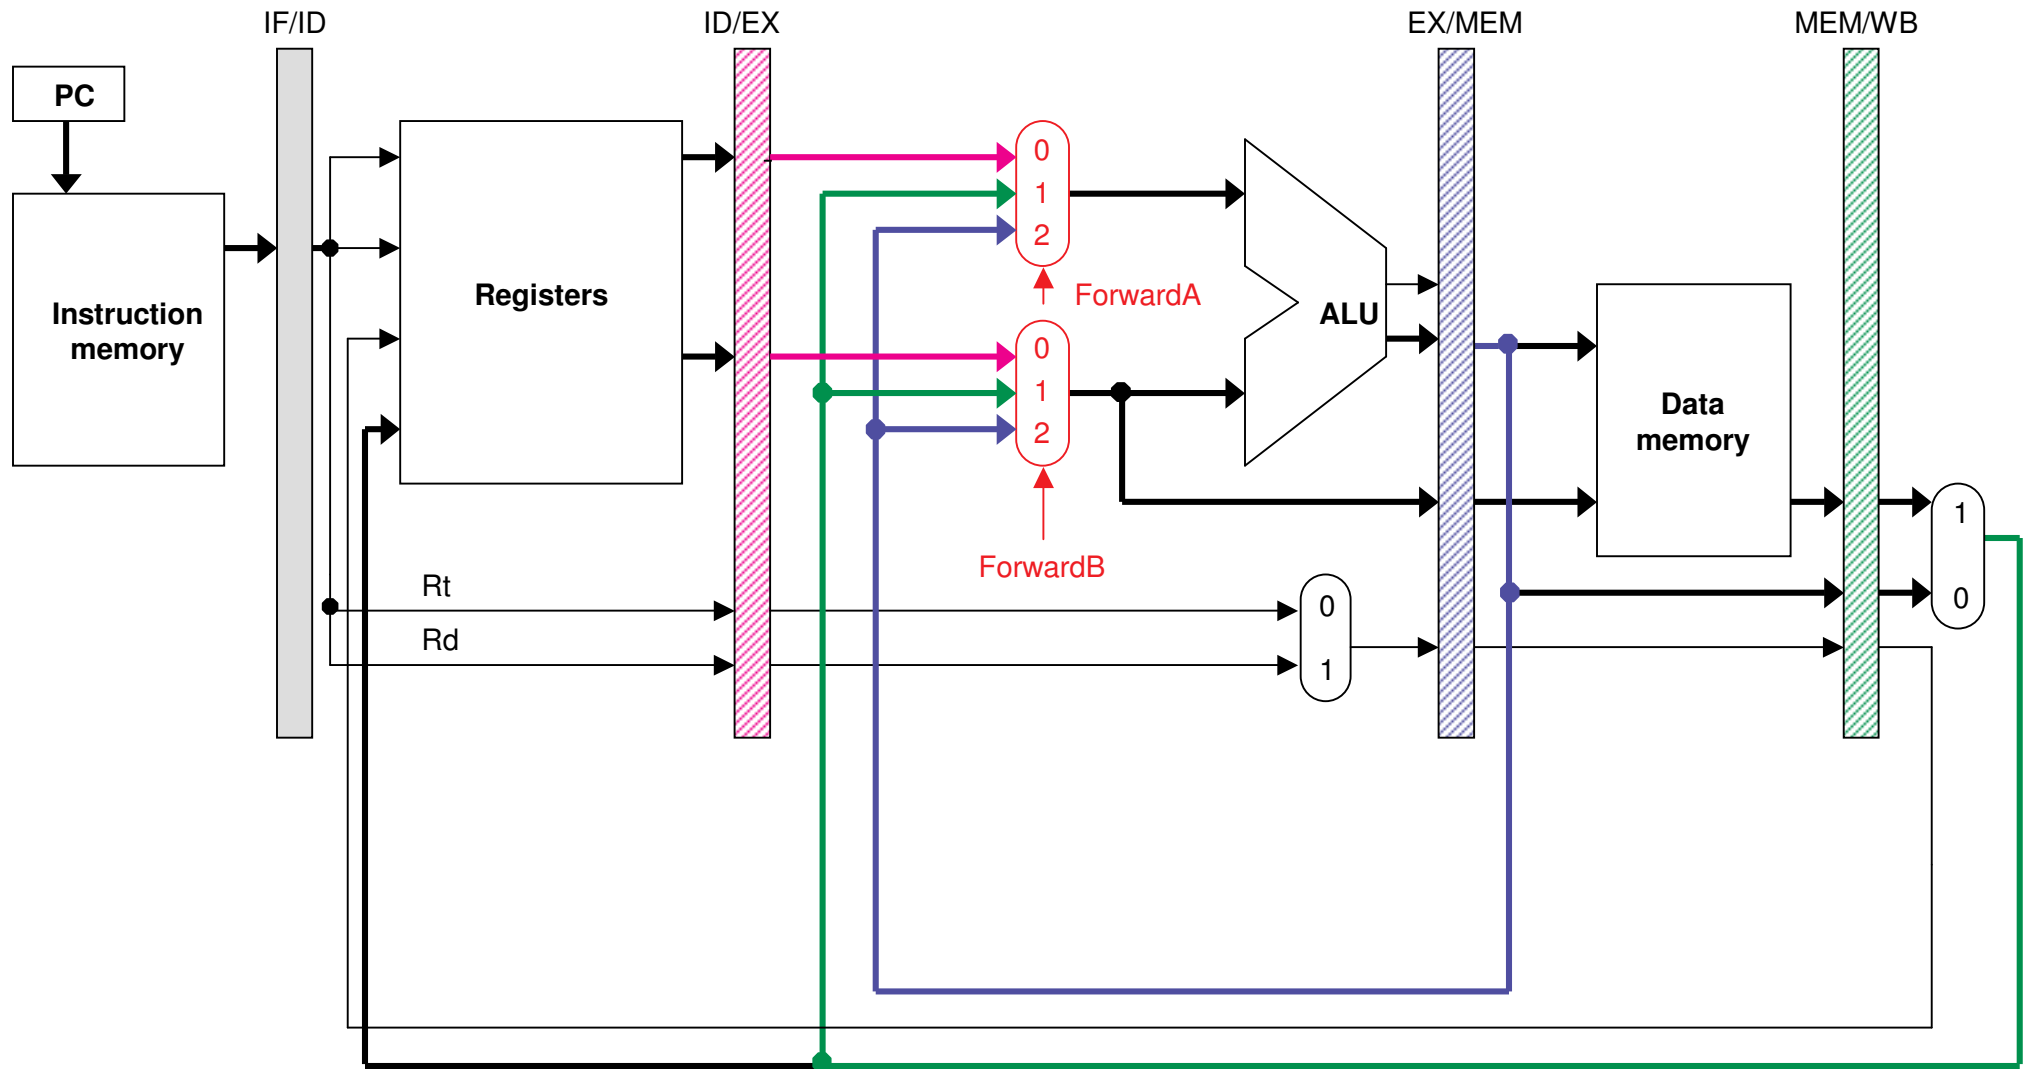 IF/ID
ID/EX
EX/MEM
MEM/WB
PC
0
1
2
ForwardA
Registers
Instruction
memory
ALU
0
1
2
Data
memory
ForwardB
1
0
Rt
0
Rd
1